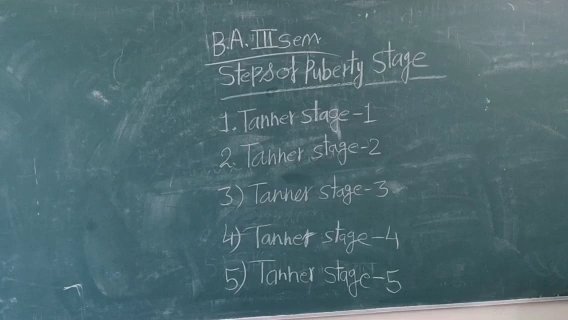 B.A. III sem
Steps of Puberty Stage
1. Tanner stage-1
2. Tanner stage-2
3) Tanner stage-3
4) Tanner stage-4
5) Tanner stage-5